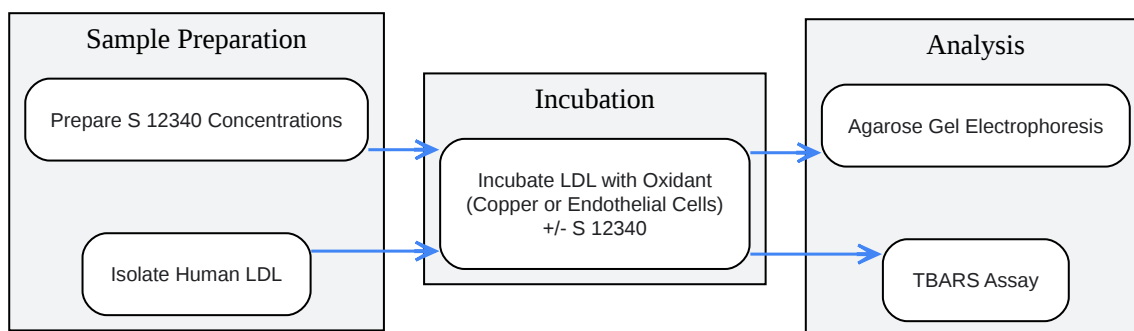 Sample Preparation
Prepare S 12340 Concentrations
Isolate Human LDL
Incubation
Incubate LDL with Oxidant
(Copper or Endothelial Cells)
+/- S 12340
Analysis
Agarose Gel Electrophoresis
TBARS Assay